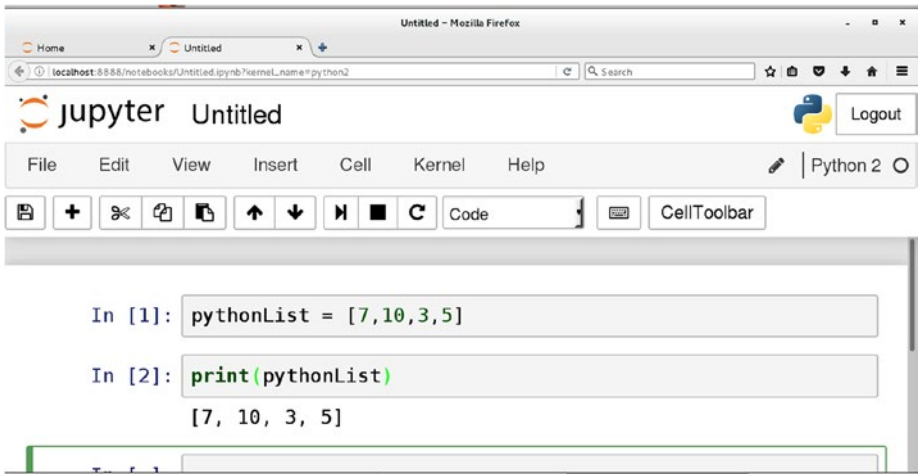 Untitled - Mozilla Firefox
Home × Untitled ×
localhost:8888/notebooks/Untitled.ipynb?kernel_name=python2 Search
jupyter Untitled Logout
File Edit View Insert Cell Kernel Help Python 2
Code CellToolbar
In [1]: pythonList = [7,10,3,5]
In [2]: print(pythonList)
[7, 10, 3, 5]